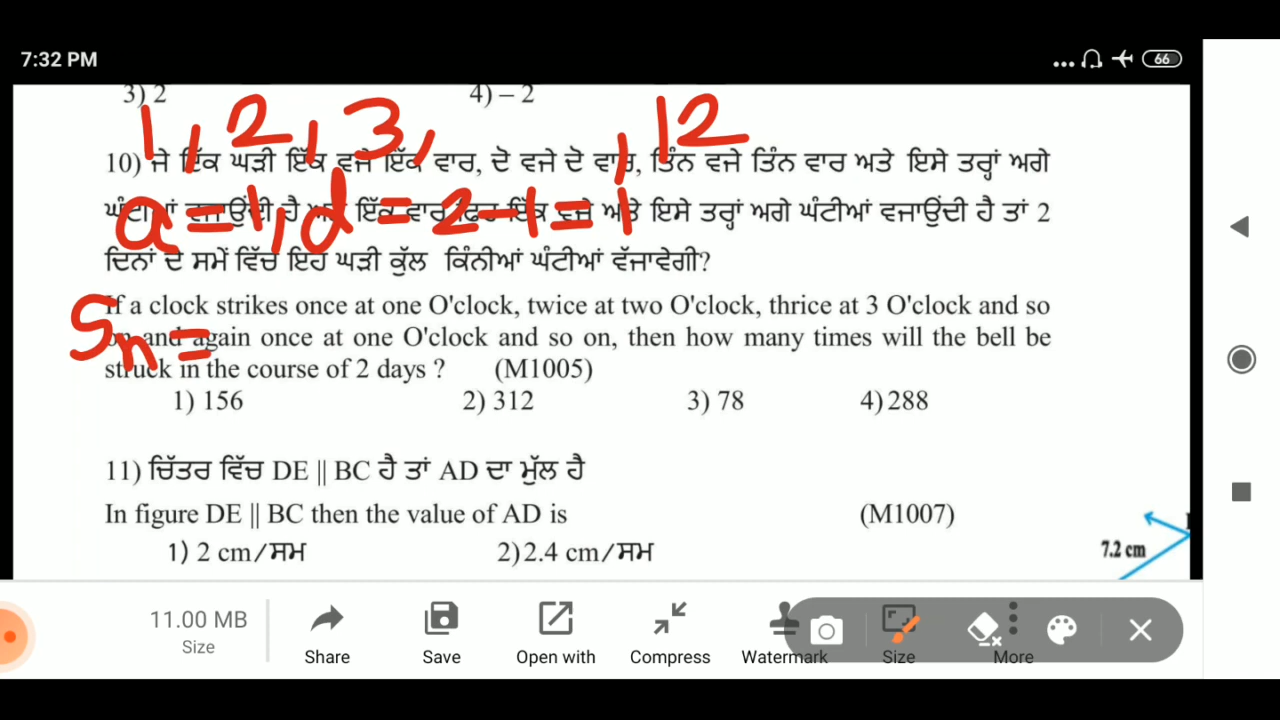 7:32 PM
... 66
3) 2 4) – 2
1, 2, 3, , 12
10) ਜੇ ਇੱਕ ਘੜੀ ਇੱਕ ਵਜੇ ਇੱਕ ਵਾਰ, ਦੋ ਵਜੇ ਦੋ ਵਾਰ, ਤਿੰਨ ਵਜੇ ਤਿੰਨ ਵਾਰ ਅਤੇ ਇਸੇ ਤਰ੍ਹਾਂ ਅਗੇ
a = 1, d = 2 - 1 = 1
ਘੰਟੀਆਂ ਵਜਾਉਂਦੀ ਹੈ ਅਤੇ ਇੱਕ ਵਾਰ ਫਿਰ ਇੱਕ ਵਜੇ ਅਤੇ ਇਸੇ ਤਰ੍ਹਾਂ ਅਗੇ ਘੰਟੀਆਂ ਵਜਾਉਂਦੀ ਹੈ ਤਾਂ 2
ਦਿਨਾਂ ਦੇ ਸਮੇਂ ਵਿੱਚ ਇਹ ਘੜੀ ਕੁੱਲ ਕਿੰਨੀਆਂ ਘੰਟੀਆਂ ਵੱਜਾਵੇਗੀ?
If a clock strikes once at one O'clock, twice at two O'clock, thrice at 3 O'clock and so
Sn =
on and again once at one O'clock and so on, then how many times will the bell be
struck in the course of 2 days ? (M1005)
1) 156 2) 312 3) 78 4) 288
11) ਚਿੱਤਰ ਵਿੱਚ DE || BC ਹੈ ਤਾਂ AD ਦਾ ਮੁੱਲ ਹੈ
In figure DE || BC then the value of AD is (M1007)
1) 2 cm/ਸਮ 2) 2.4 cm/ਸਮ
7.2 cm
11.00 MB
Size
Share Save Open with Compress Watermark Size More